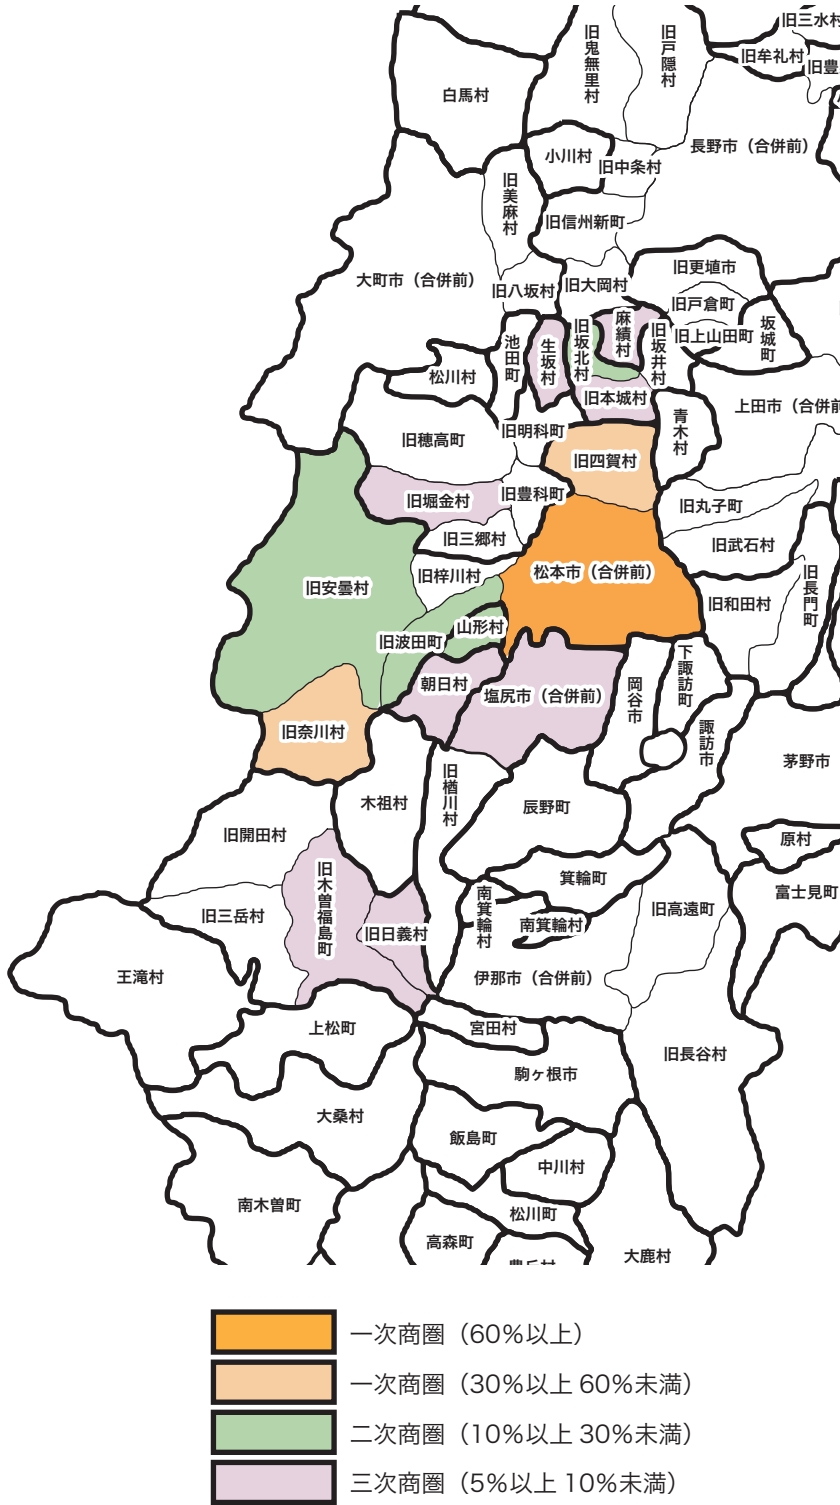 旧三水村
旧鬼無里村
旧戸隠村
旧牟礼村
旧豊
白馬村
長野市（合併前）
小川村
旧中条村
旧美麻村
旧信州新町
旧更埴市
大町市（合併前）
旧八坂村
旧大岡村
旧戸倉町
麻績村
旧坂北村
旧坂井村
旧上山田町
坂城町
池田町
生坂村
松川村
旧本城村
青木村
上田市（合併前
旧穂高町
旧明科町
旧四賀村
旧堀金村
旧豊科町
旧丸子町
旧三郷村
旧武石村
旧安曇村
旧梓川村
松本市（合併前）
旧和田村
旧長門町
旧波田町
山形村
朝日村
塩尻市（合併前）
岡谷市
下諏訪町
諏訪市
旧奈川村
茅野市
木祖村
旧楢川村
辰野町
旧開田村
原村
箕輪町
旧木曽福島町
富士見町
旧三岳村
旧日義村
南箕輪村
南箕輪村
旧高遠町
王滝村
伊那市（合併前）
上松町
宮田村
旧長谷村
駒ヶ根市
大桑村
飯島町
中川村
南木曽町
松川町
高森町
大鹿村
豊丘村
一次商圏（60%以上）
一次商圏（30%以上 60%未満）
二次商圏（10%以上 30%未満）
三次商圏（5%以上 10%未満）